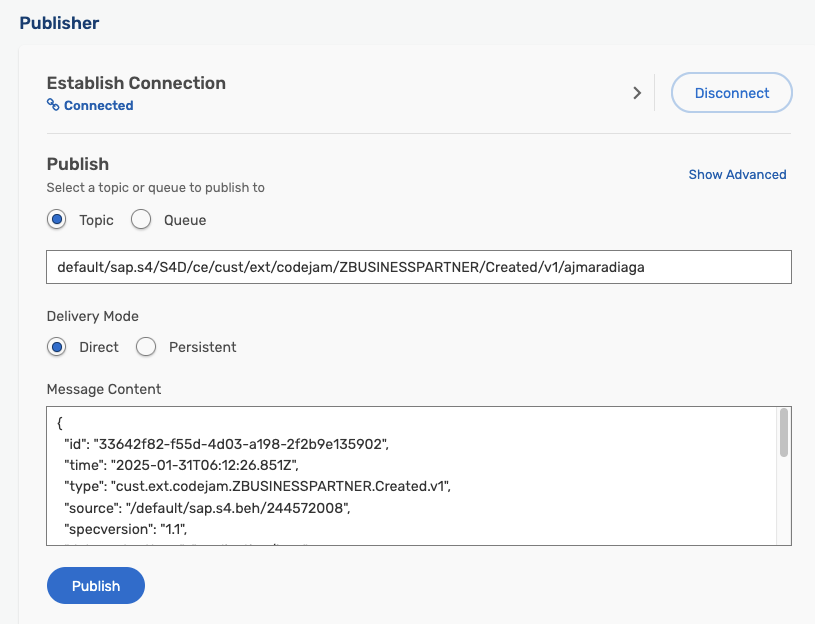 Publisher
Establish Connection
Connected
Disconnect
Publish
Select a topic or queue to publish to
Show Advanced
Topic
Queue
default/sap.s4/S4D/ce/cust/ext/codejam/ZBUSINESSPARTNER/Created/v1/ajmaradiaga
Delivery Mode
Direct
Persistent
Message Content
{
"id": "33642f82-f55d-4d03-a198-2f2b9e135902",
"time": "2025-01-31T06:12:26.851Z",
"type": "cust.ext.codejam.ZBUSINESSPARTNER.Created.v1",
"source": "/default/sap.s4.beh/244572008",
"specversion": "1.1",
Publish